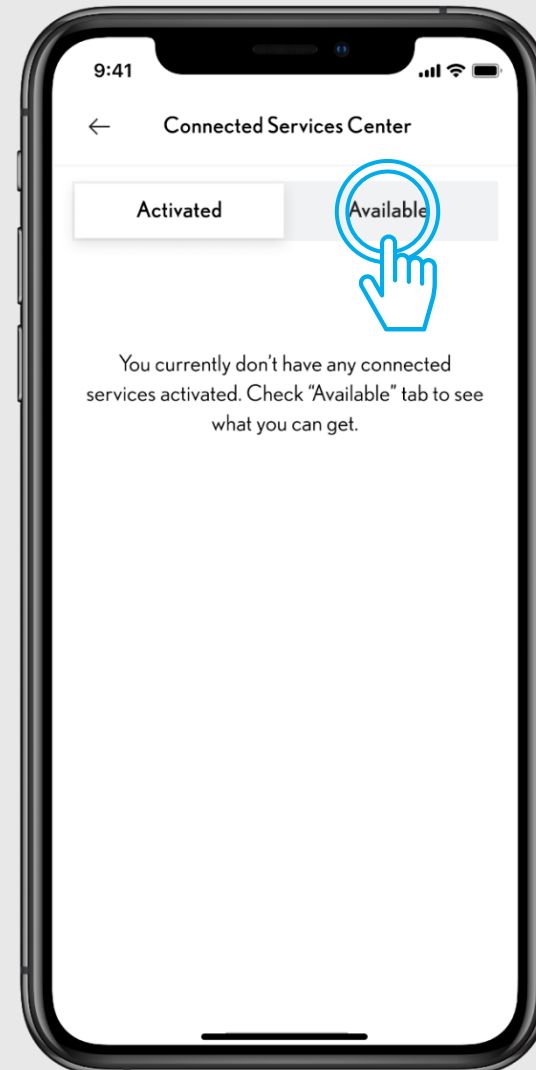 9:41
Connected Services Center
Activated
Available
You currently don't have any connected
services activated. Check “Available” tab to see
what you can get.